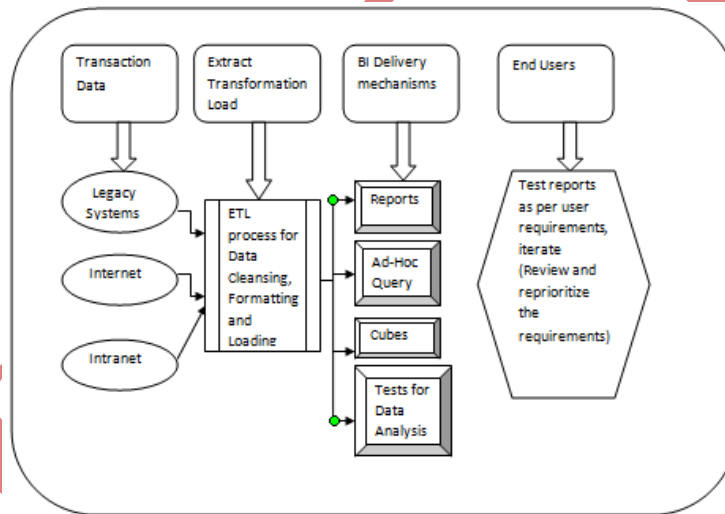 Transaction
Data
Extract
Transformation
Load
BI Delivery
mechanisms
End Users
Legacy
Systems
Internet
Intranet
ETL
process for
Data
Cleansing,
Formatting
and
Loading
Reports
Ad-Hoc
Query
Cubes
Tests for
Data
Analysis
Test reports
as per user
requirements,
iterate
(Review and
reprioritize
the
requirements)